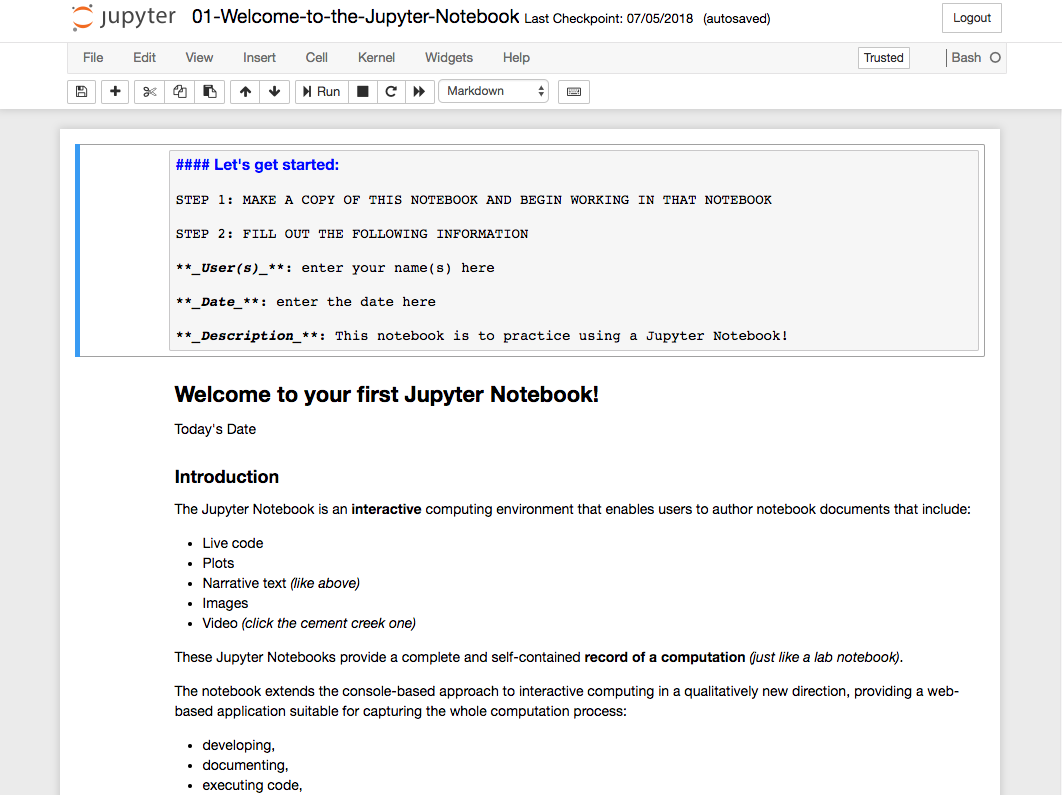 jupyter 01-Welcome-to-the-Jupyter-Notebook Last Checkpoint: 07/05/2018 (autosaved) Logout
File Edit View Insert Cell Kernel Widgets Help Trusted Bash
Run Markdown
#### Let's get started:
STEP 1: MAKE A COPY OF THIS NOTEBOOK AND BEGIN WORKING IN THAT NOTEBOOK
STEP 2: FILL OUT THE FOLLOWING INFORMATION
**_User(s)_**: enter your name(s) here
**_Date_**: enter the date here
**_Description_**: This notebook is to practice using a Jupyter Notebook!
Welcome to your first Jupyter Notebook!
Today's Date
Introduction
The Jupyter Notebook is an interactive computing environment that enables users to author notebook documents that include:
• Live code
• Plots
• Narrative text (like above)
• Images
• Video (click the cement creek one)
These Jupyter Notebooks provide a complete and self-contained record of a computation (just like a lab notebook).
The notebook extends the console-based approach to interactive computing in a qualitatively new direction, providing a web-
based application suitable for capturing the whole computation process:
• developing,
• documenting,
• executing code,